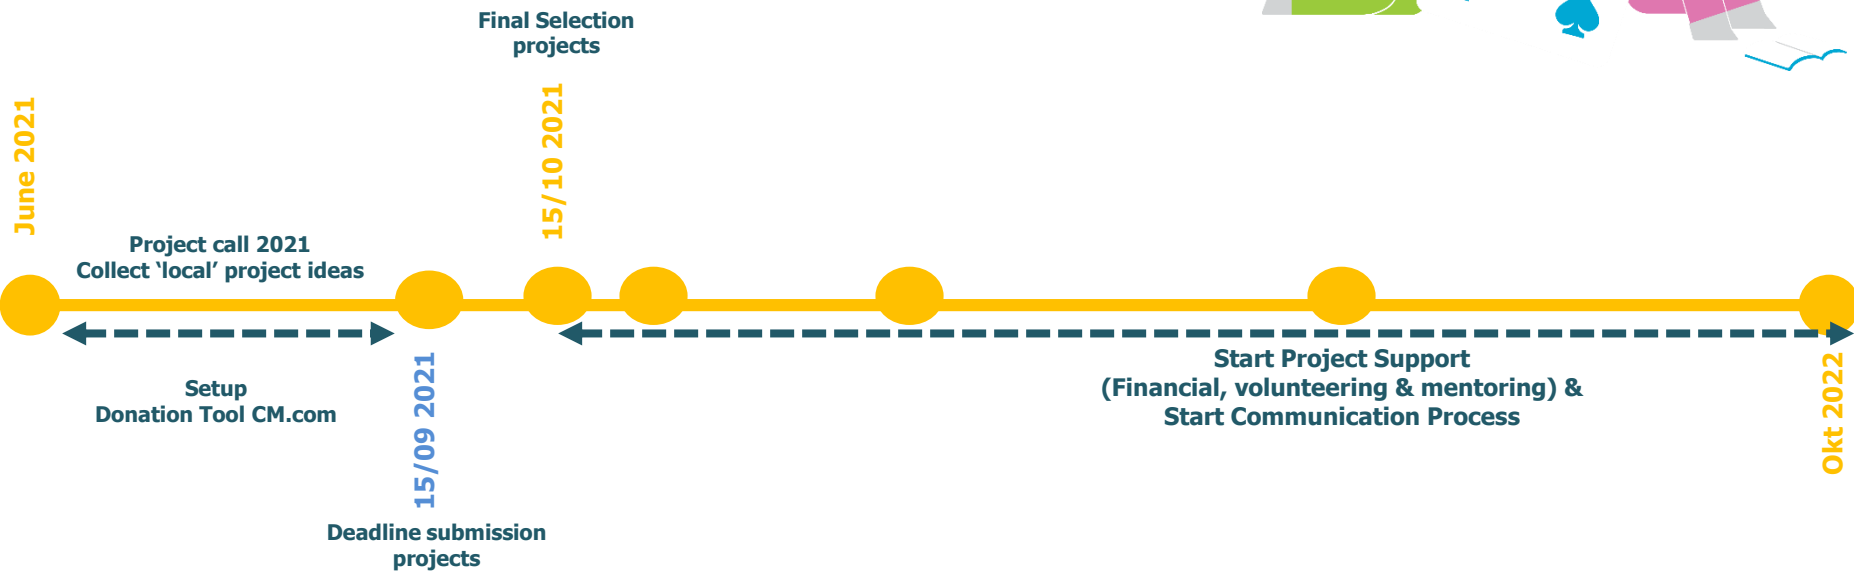 Final Selection
projects
June 2021
15/10 2021
Project call 2021
Collect ‘local’ project ideas
Setup
Donation Tool CM.com
15/09 2021
Deadline submission
projects
Start Project Support
(Financial, volunteering & mentoring) &
Start Communication Process
Okt 2022